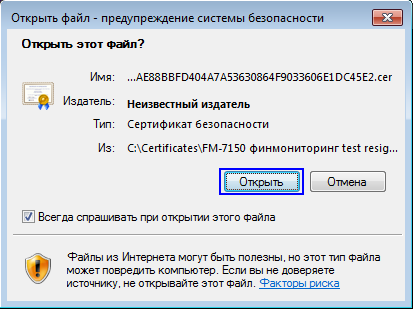 Открыть файл - предупреждение системы безопасности
Открыть этот файл?
Имя: ...AE88BBFD404A7A53630864F9033606E1DC45E2.cer
Издатель: Неизвестный издатель
Тип: Сертификат безопасности
Из: C:\Certificates\FM-7150 финмониторинг test resig...
Открыть Отмена
Всегда спрашивать при открытии этого файла
Файлы из Интернета могут быть полезны, но этот тип файла
может повредить компьютер. Если вы не доверяете
источнику, не открывайте этот файл. Факторы риска